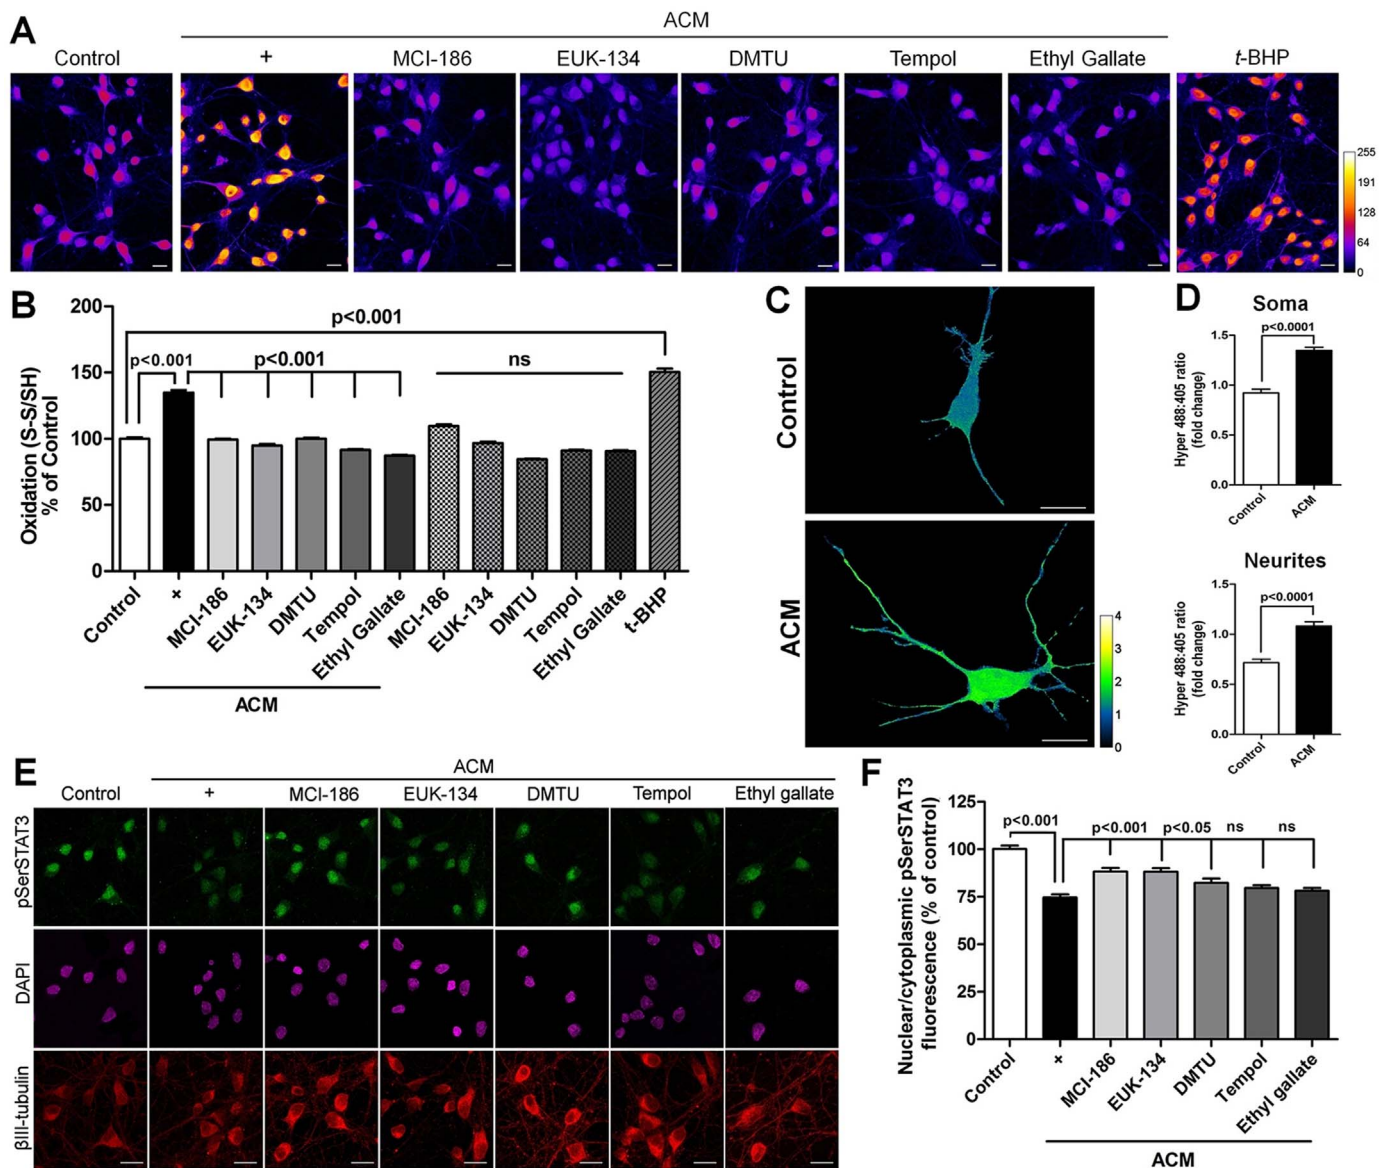 A
ACM
Control
+
MCI-186
EUK-134
DMTU
Tempol
Ethyl Gallate
t-BHP
255
191
128
64
0
B
Oxidation (S-S/SH)
% of Control
200
150
100
50
0
p<0.001
p<0.001
p<0.001
ns
Control
+
MCI-186
EUK-134
DMTU
Tempol
Ethyl Gallate
MCI-186
EUK-134
DMTU
Tempol
Ethyl Gallate
t-BHP
ACM
C
Control
ACM
4
3
2
1
0
D
Soma
Hyper 488:405 ratio
(fold change)
1.5
1.0
0.5
0.0
p<0.0001
Control
ACM
Neurites
Hyper 488:405 ratio
(fold change)
1.5
1.0
0.5
0.0
p<0.0001
Control
ACM
E
ACM
Control
+
MCI-186
EUK-134
DMTU
Tempol
Ethyl gallate
pSerSTAT3
DAPI
βIII-tubulin
F
Nuclear/cytoplasmic pSerSTAT3
fluorescence (% of control)
125
100
75
50
25
0
p<0.001
p<0.001
p<0.05
ns
ns
Control
+
MCI-186
EUK-134
DMTU
Tempol
Ethyl gallate
ACM